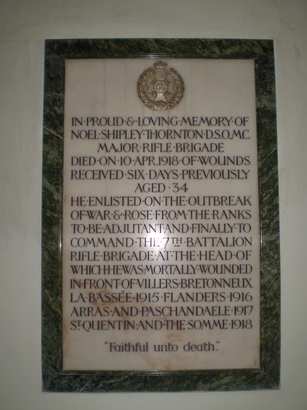 IN·PROUD·&·LOVING·MEMORY·OF
NOEL·SHIPLEY·THORNTON·D.S.O.M.C.
MAJOR·RIFLE·BRIGADE
DIED·ON·10·APR.1918·OF·WOUNDS
RECEIVED·SIX·DAYS·PREVIOUSLY
AGED·34
HE·ENLISTED·ON·THE·OUTBREAK
OF·WAR·&·ROSE·FROM·THE·RANKS
TO·BE·ADJUTANT·AND·FINALLY·TO
COMMAND·THE·7TH·BATTALION
RIFLE·BRIGADE·AT·THE·HEAD·OF
WHICH·HE·WAS·MORTALLY·WOUNDED
IN·FRONT·OF·VILLERS·BRETONNEUX
LA·BASSÉE·1915·FLANDERS·1916
ARRAS·AND·PASCHANDAELE·1917
ST·QUENTIN·AND·THE·SOMME·1918
"Faithful unto death."